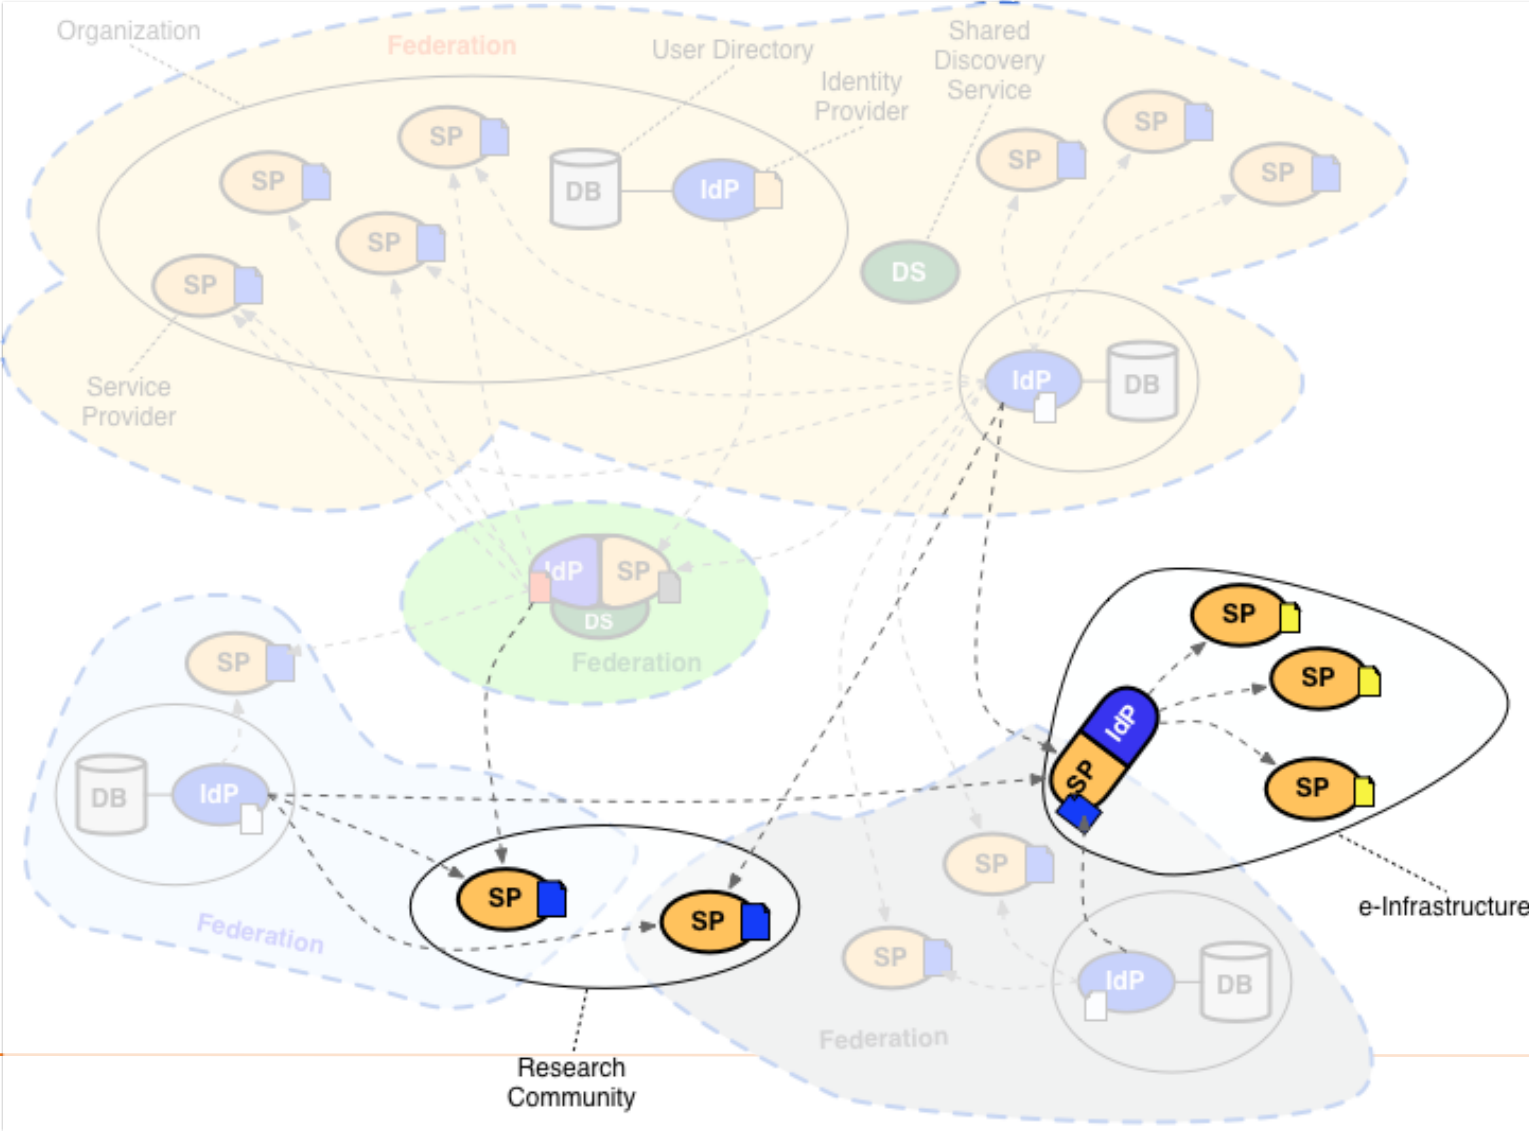 Organization
Federation
User Directory
Shared
Discovery
Service
Identity
Provider
SP
SP
SP
SP
SP
DB
IdP
SP
SP
SP
DS
Service
Provider
IdP
DB
IdP
SP
DS
Federation
SP
SP
SP
IdP
SP
SP
DB
IdP
SP
SP
SP
SP
e-Infrastructure
Federation
IdP
DB
Federation
Research
Community